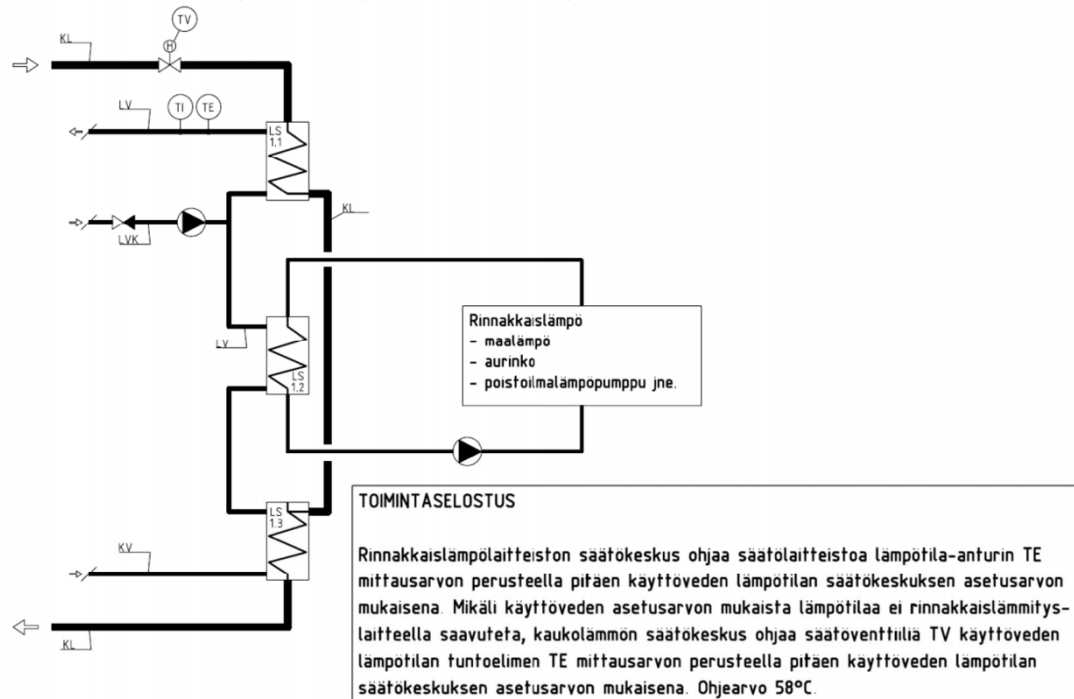 TV
H
KL
LV
TI
TE
LS
1.1
KL
LVK
Rinnakkaislämpö
- maalämpö
- aurinko
- poistoilmalämpöpumppu jne.
LV
LS
1.2
LS
1.3
KV
KL
TOIMINTASELOSTUS
Rinnakkaislämpölaitteiston säätökeskus ohjaa säätölaitteistoa lämpötila-anturin TE
mittausarvon perusteella pitäen käyttöveden lämpötilan säätökeskuksen asetusarvon
mukaisena. Mikäli käyttöveden asetusarvon mukaista lämpötilaa ei rinnakkaislämmitys-
laitteella saavuteta, kaukolämmön säätökeskus ohjaa säätöventtiiliä TV käyttöveden
lämpötilan tuntoelimen TE mittausarvon perusteella pitäen käyttöveden lämpötilan
säätökeskuksen asetusarvon mukaisena. Ohjearvo 58°C.